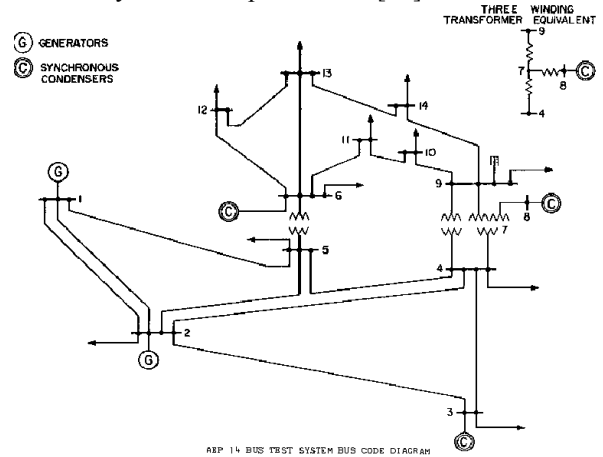 THREE WINDING
TRANSFORMER EQUIVALENT
9
7
8
C
4
G GENERATORS
C SYNCHRONOUS
CONDENSERS
13
14
12
11
10
9
6
C
G
1
5
7
8
C
4
2
G
3
C
AEP 14 BUS TEST SYSTEM BUS CODE DIAGRAM